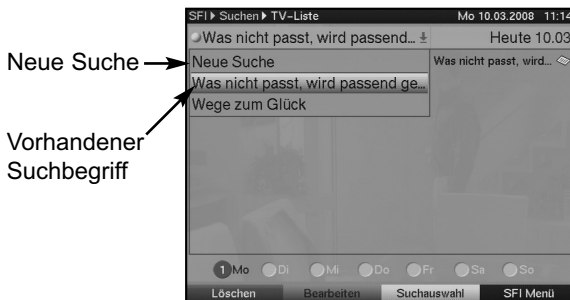 SFI Suchen TV-Liste Mo 10.03.2008 11:14
Was nicht passt, wird passend... Heute 10.03
Neue Suche
Was nicht passt, wird...
Neue Suche
Was nicht passt, wird passend ge...
Wege zum Glück
Vorhandener
Suchbegriff
1 Mo Di Mi Do Fr Sa So
Löschen Bearbeiten Suchauswahl SFI Menü